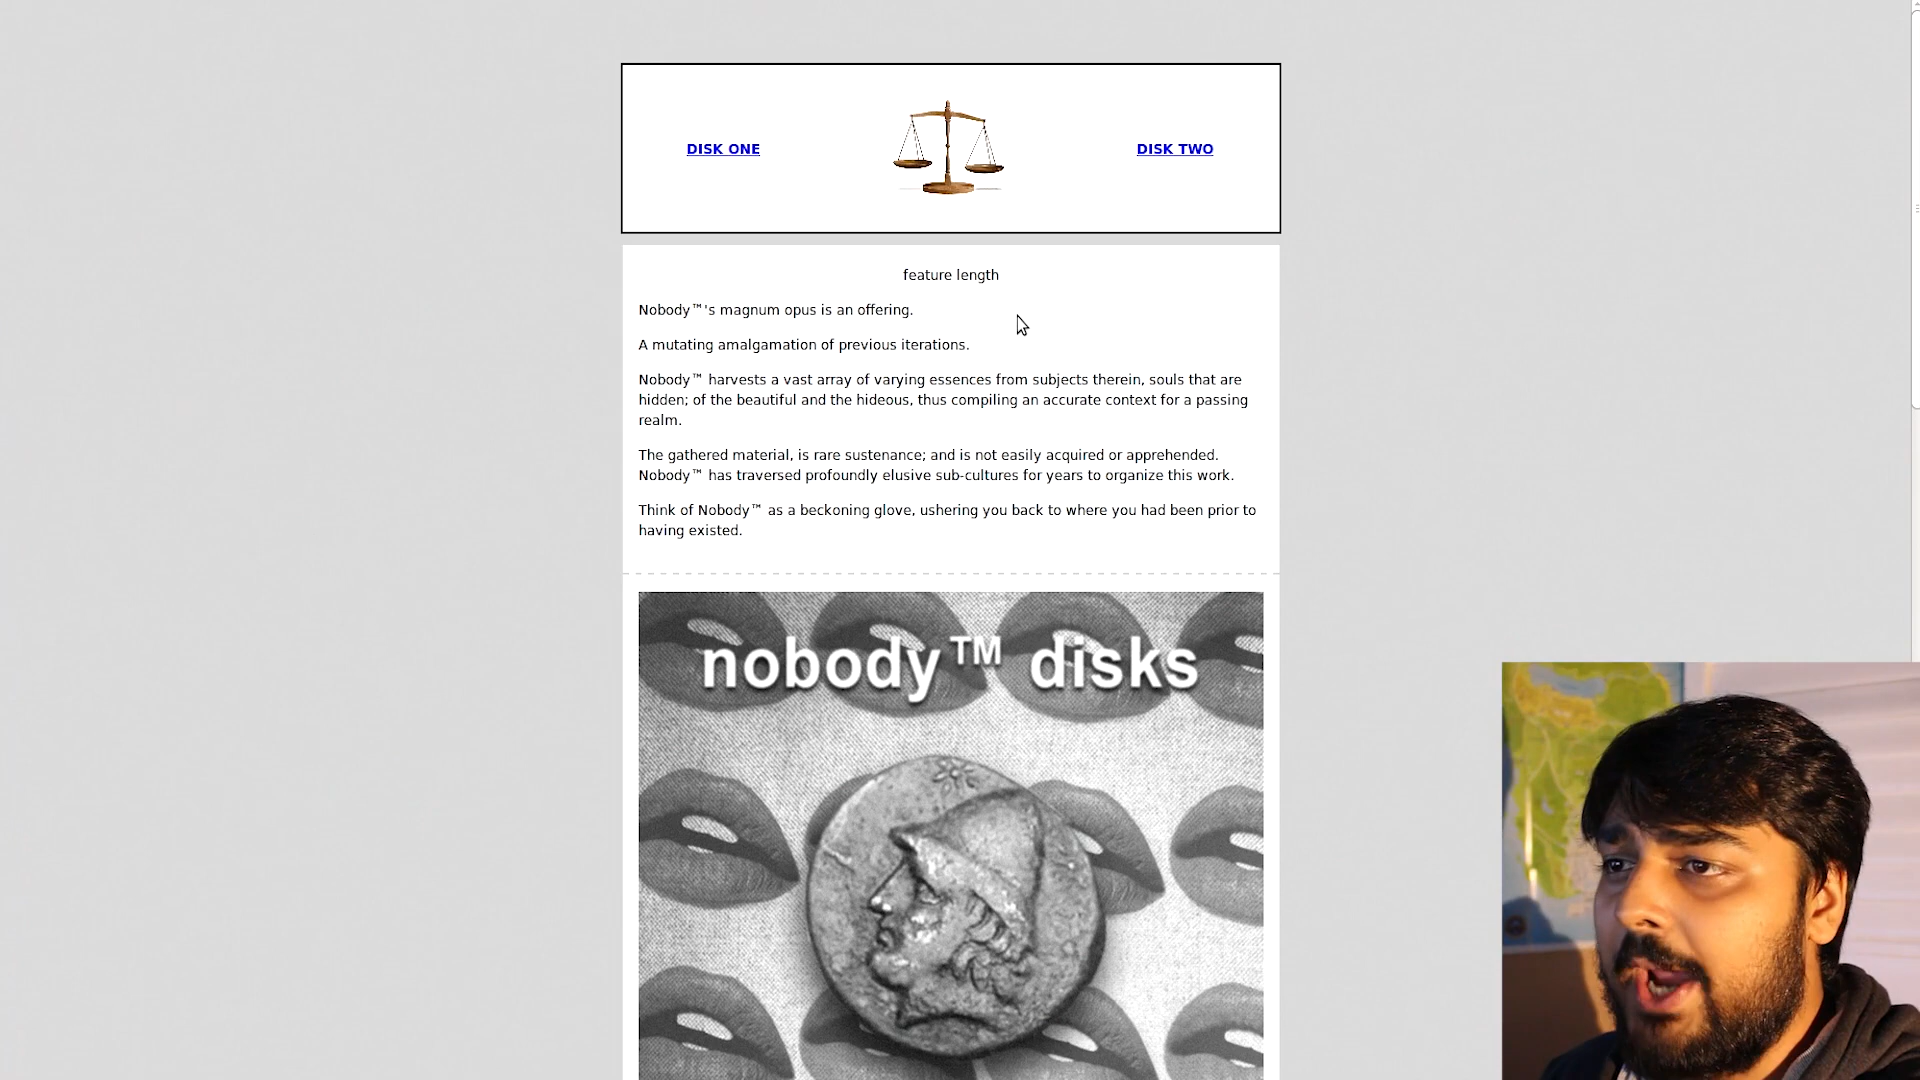 DISK ONE
DISK TWO
feature length
Nobody™'s magnum opus is an offering.
A mutating amalgamation of previous iterations.
Nobody™ harvests a vast array of varying essences from subjects therein, souls that are
hidden; of the beautiful and the hideous, thus compiling an accurate context for a passing
realm.
The gathered material, is rare sustenance; and is not easily acquired or apprehended.
Nobody™ has traversed profoundly elusive sub-cultures for years to organize this work.
Think of Nobody™ as a beckoning glove, ushering you back to where you had been prior to
having existed.
nobody™ disks